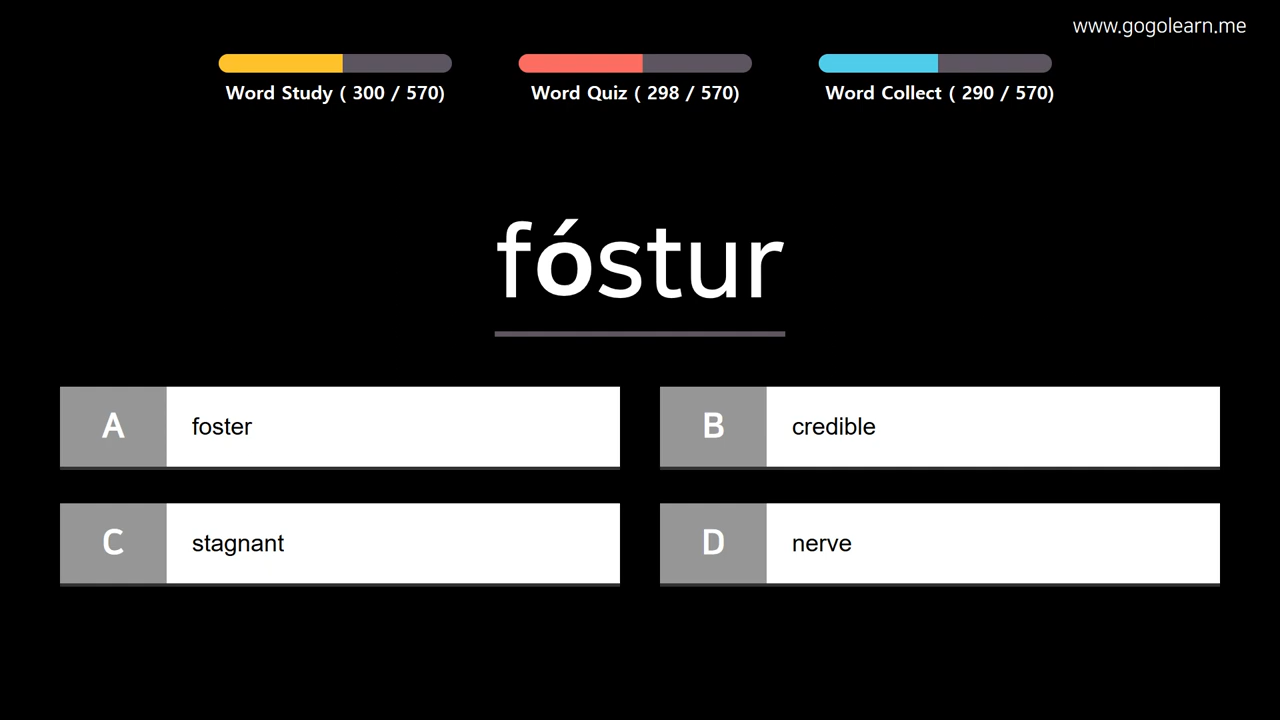 www.gogolearn.me
Word Study ( 300 / 570)
Word Quiz ( 298 / 570)
Word Collect ( 290 / 570)
fóstur
A foster
B credible
C stagnant
D nerve